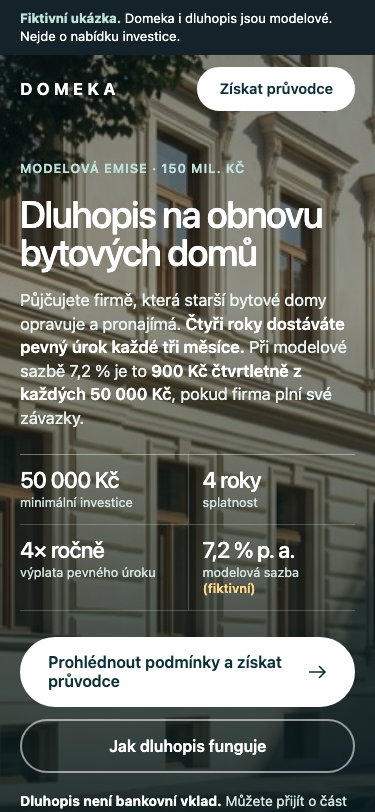 Fiktivní ukázka. Domeka i dluhopis jsou modelové.
Nejde o nabídku investice.
DOMEKA
Získat průvodce
MODELOVÁ EMISE · 150 MIL. KČ
Dluhopis na obnovu
bytových domů
Půjčujete firmě, která starší bytové domy
opravuje a pronajímá. Čtyři roky dostáváte
pevný úrok každé tři měsíce. Při modelové
sazbě 7,2 % je to 900 Kč čtvrtletně z
každých 50 000 Kč, pokud firma plní své
závazky.
50 000 Kč
minimální investice
4 roky
splatnost
4× ročně
výplata pevného úroku
7,2 % p. a.
modelová sazba
(fiktivní)
Prohlédnout podmínky a získat
průvodce →
Jak dluhopis funguje
Dluhopis není bankovní vklad. Můžete přijít o část